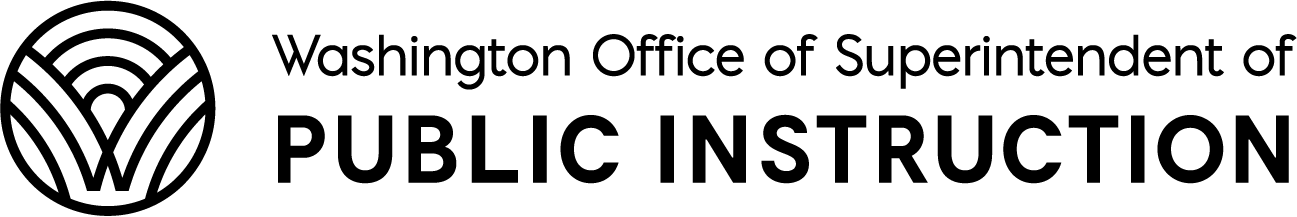 Washington Office of Superintendent of
PUBLIC INSTRUCTION